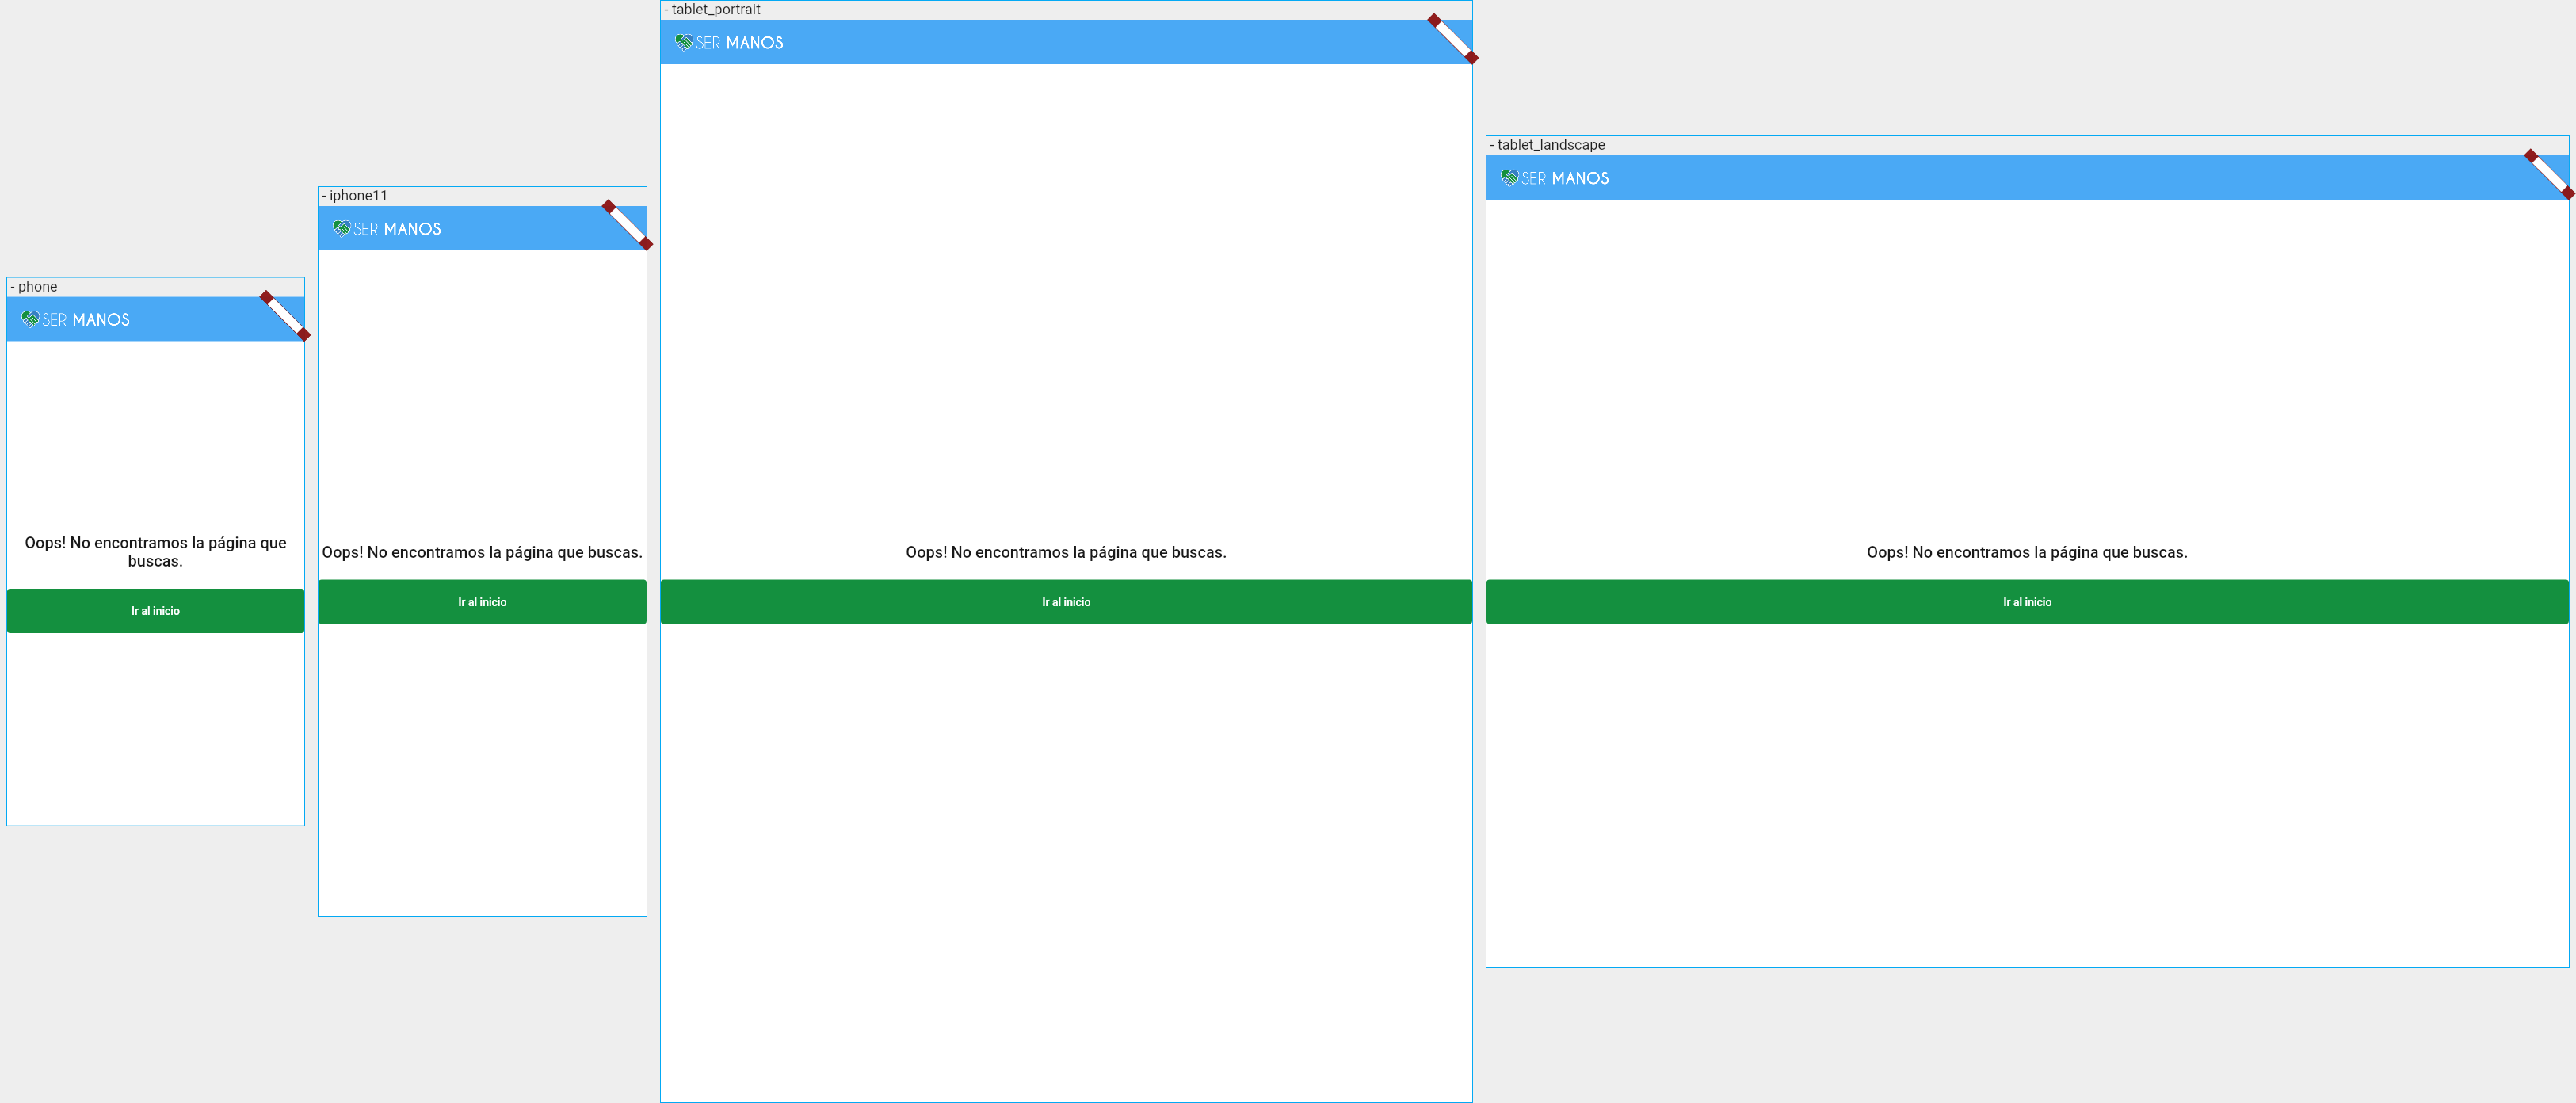 - phone
SER MANOS
Oops! No encontramos la página que
buscas.
Ir al inicio
- iphone11
SER MANOS
Oops! No encontramos la página que buscas.
Ir al inicio
- tablet_portrait
SER MANOS
Oops! No encontramos la página que buscas.
Ir al inicio
- tablet_landscape
SER MANOS
Oops! No encontramos la página que buscas.
Ir al inicio